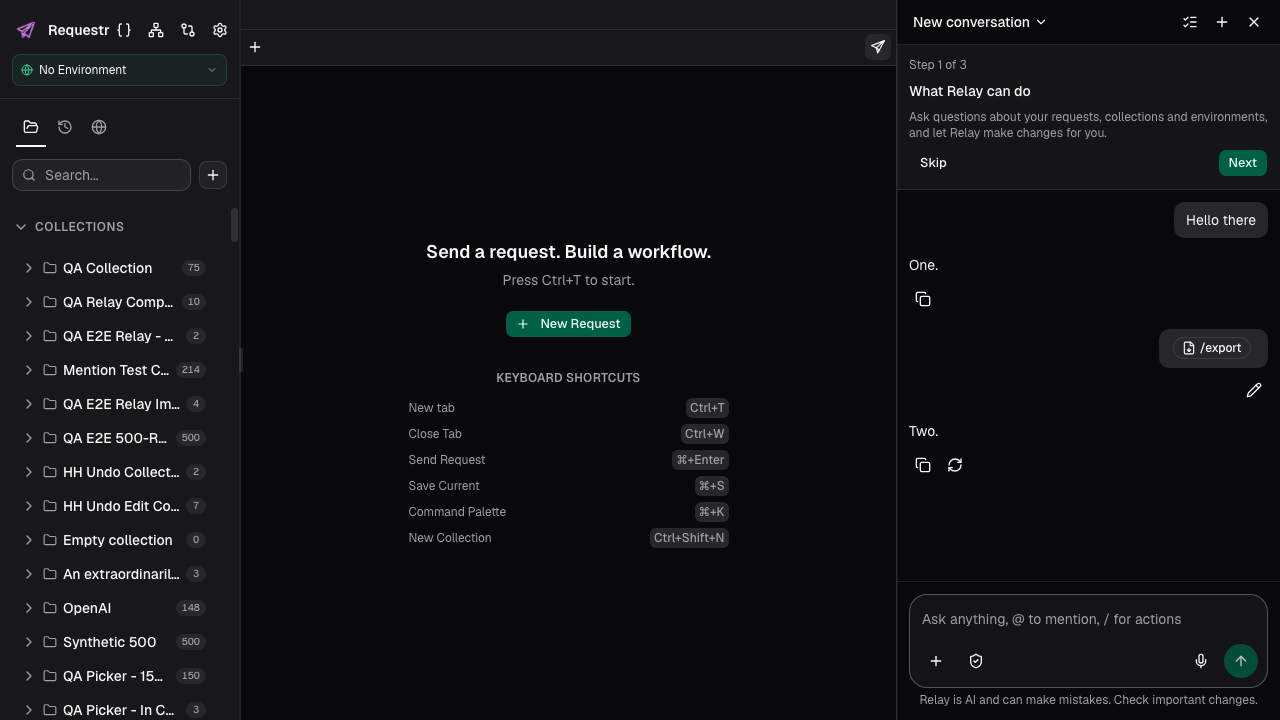 Requestr
No Environment
Search...
COLLECTIONS
QA Collection 75
QA Relay Comp... 10
QA E2E Relay - ... 2
Mention Test C... 214
QA E2E Relay Im... 4
QA E2E 500-R... 500
HH Undo Collect... 2
HH Undo Edit Co... 7
Empty collection 0
An extraordinaril... 3
OpenAI 148
Synthetic 500 500
QA Picker - 15... 150
QA Picker - In C... 3
Send a request. Build a workflow.
Press Ctrl+T to start.
New Request
KEYBOARD SHORTCUTS
New tab Ctrl+T
Close Tab Ctrl+W
Send Request ⌘+Enter
Save Current ⌘+S
Command Palette ⌘+K
New Collection Ctrl+Shift+N
New conversation
Step 1 of 3
What Relay can do
Ask questions about your requests, collections and environments,
and let Relay make changes for you.
Skip Next
Hello there
One.
/export
Two.
Ask anything, @ to mention, / for actions
Relay is AI and can make mistakes. Check important changes.